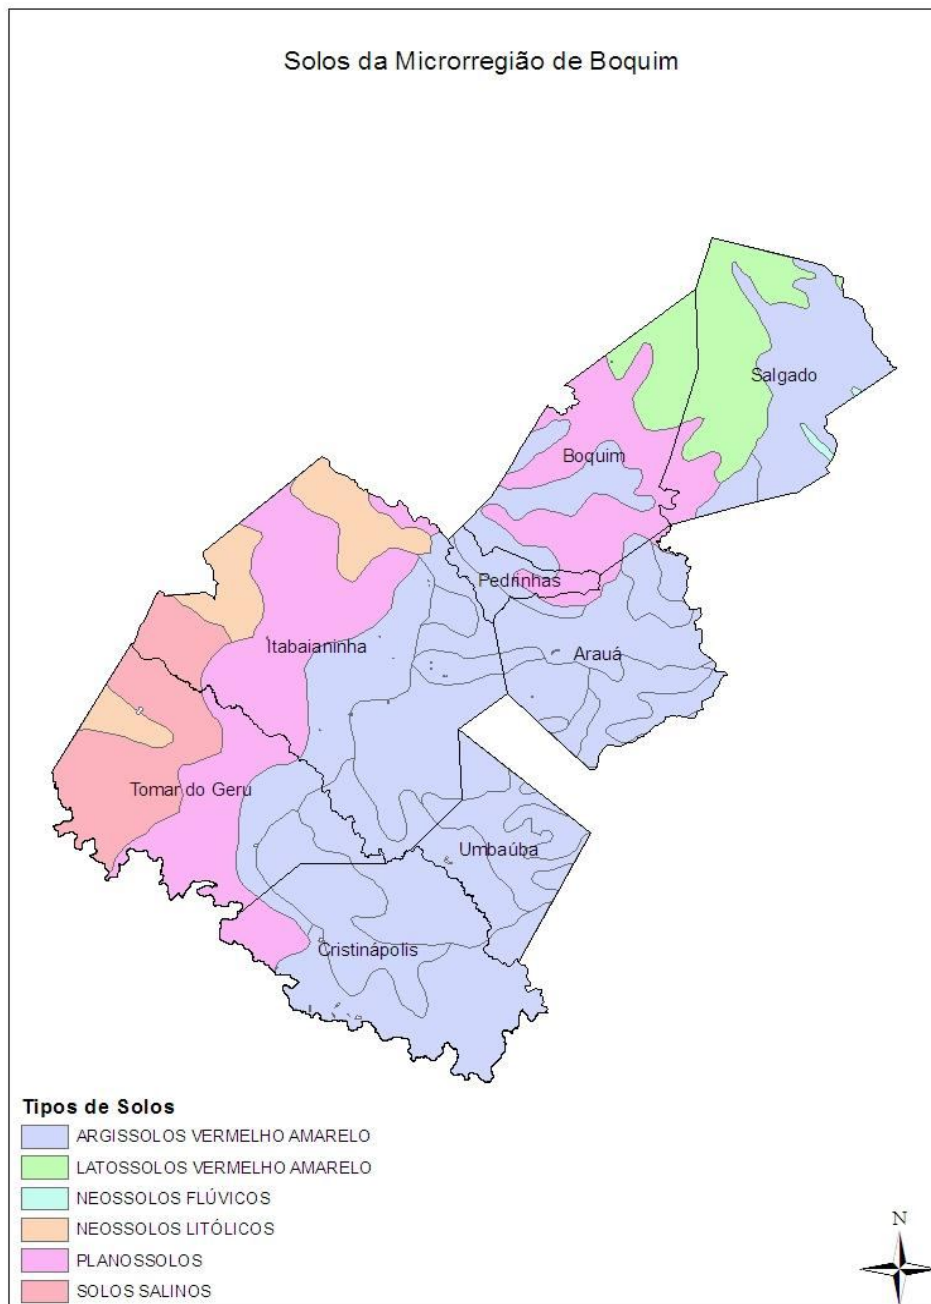 Solos da Microrregião de Boquim
Salgado
Boquim
Pedrinhas
Itabaianinha
Arauá
Tomar do Geru
Umbaúba
Cristinápolis
Tipos de Solos
ARGISSOLOS VERMELHO AMARELO
LATOSSOLOS VERMELHO AMARELO
NEOSSOLOS FLÚVICOS
NEOSSOLOS LITÓLICOS
PLANOSSOLOS
SOLOS SALINOS
N